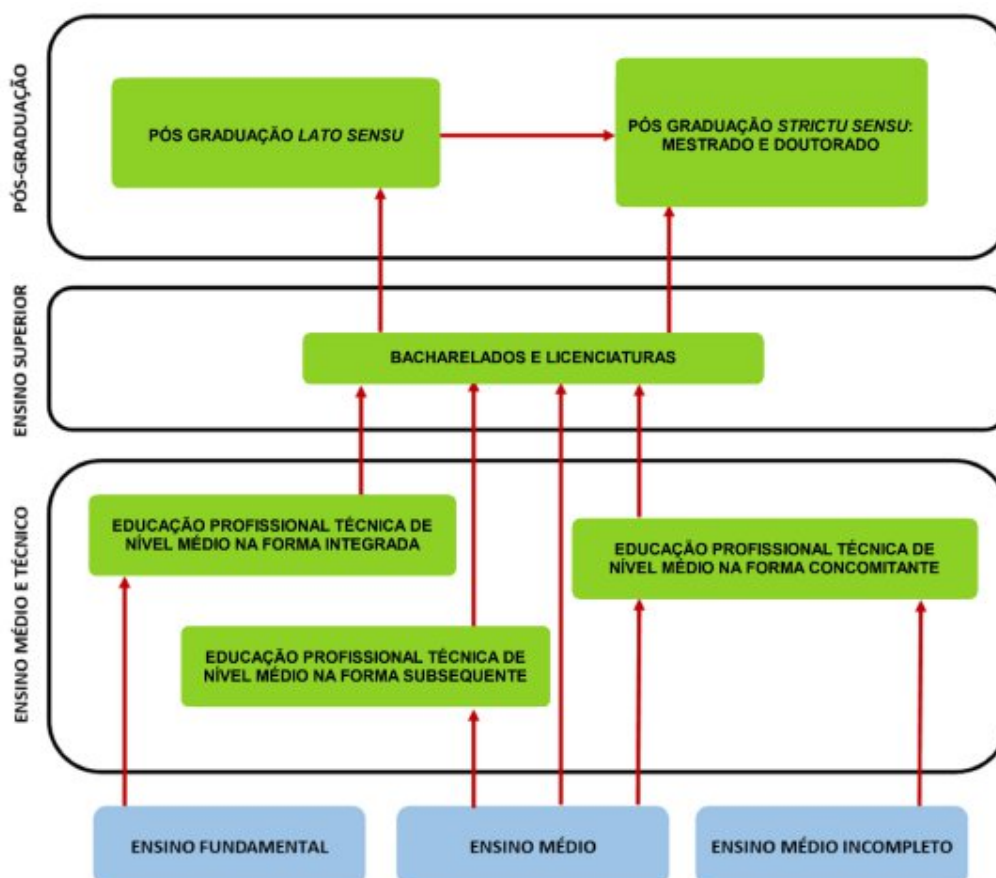 PÓS-GRADUAÇÃO
PÓS GRADUAÇÃO LATO SENSU
PÓS GRADUAÇÃO STRICTU SENSU:
MESTRADO E DOUTORADO
ENSINO SUPERIOR
BACHARELADOS E LICENCIATURAS
ENSINO MÉDIO E TÉCNICO
EDUCAÇÃO PROFISSIONAL TÉCNICA DE
NÍVEL MÉDIO NA FORMA INTEGRADA
EDUCAÇÃO PROFISSIONAL TÉCNICA DE
NÍVEL MÉDIO NA FORMA CONCOMITANTE
EDUCAÇÃO PROFISSIONAL TÉCNICA DE
NÍVEL MÉDIO NA FORMA SUBSEQUENTE
ENSINO FUNDAMENTAL
ENSINO MÉDIO
ENSINO MÉDIO INCOMPLETO